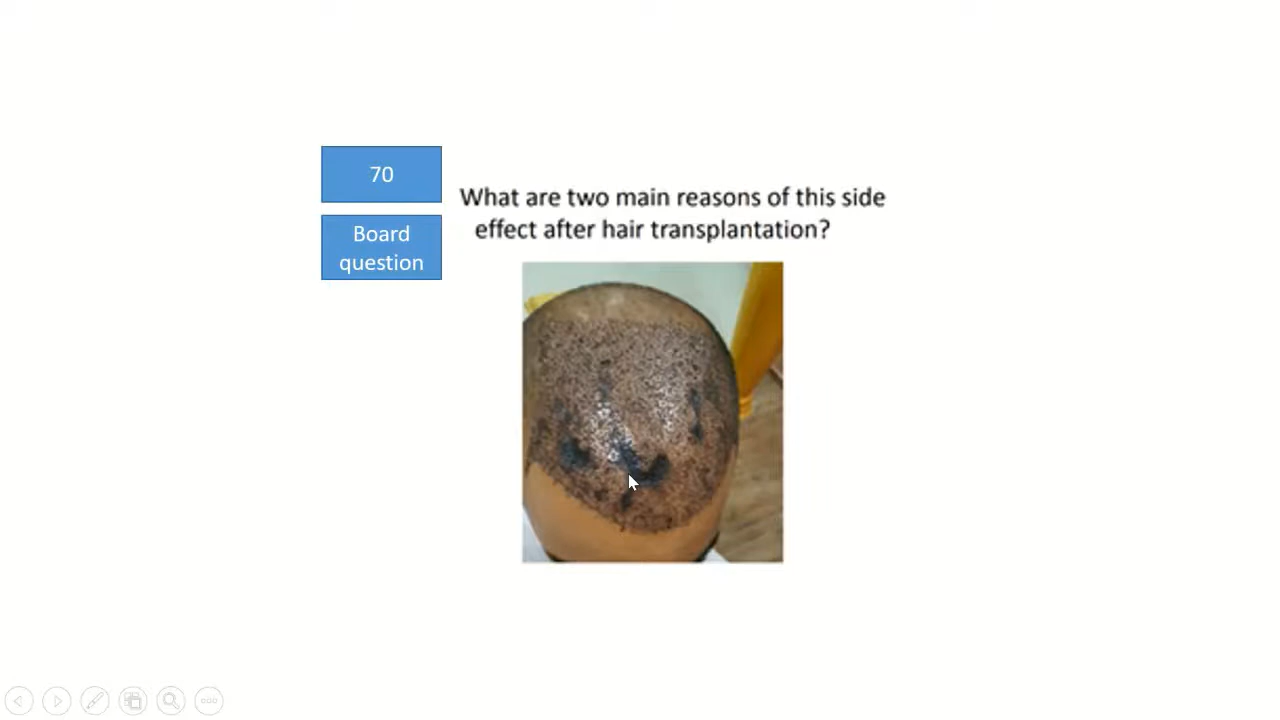 70
What are two main reasons of this side
effect after hair transplantation?
Board
question